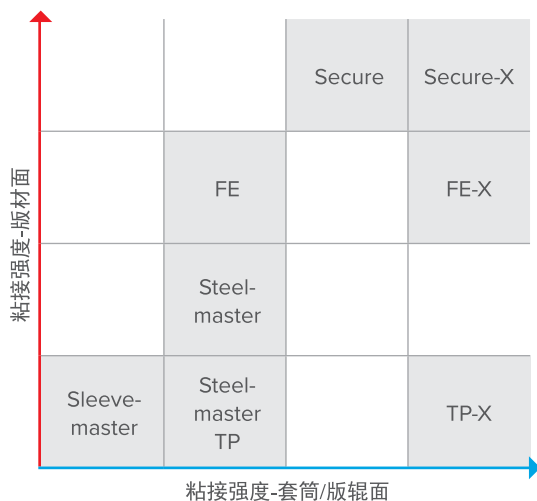 Secure
Secure-X
FE
FE-X
Steel-
master
Sleeve-
master
Steel-
master
TP
TP-X
粘接强度-版材面
粘接强度-套筒/版辊面